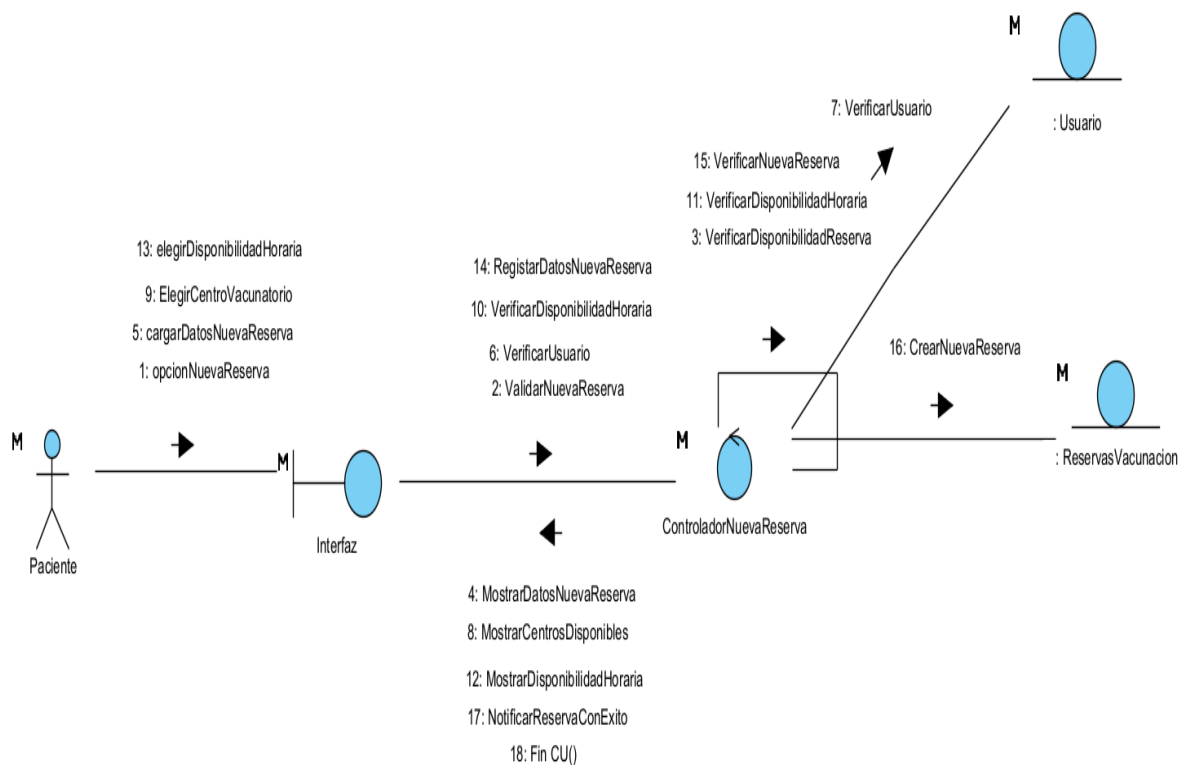 M
: Usuario
7: VerificarUsuario
15: VerificarNuevaReserva
11: VerificarDisponibilidadHoraria
3: VerificarDisponibilidadReserva
13: elegirDisponibilidadHoraria
9: ElegirCentroVacunatorio
5: cargarDatosNuevaReserva
1: opcionNuevaReserva
14: RegistarDatosNuevaReserva
10: VerificarDisponibilidadHoraria
6: VerificarUsuario
2: ValidarNuevaReserva
16: CrearNuevaReserva
M
: ReservasVacunacion
M
Paciente
M
Interfaz
M
ControladorNuevaReserva
4: MostrarDatosNuevaReserva
8: MostrarCentrosDisponibles
12: MostrarDisponibilidadHoraria
17: NotificarReservaConExito
18: Fin CU()